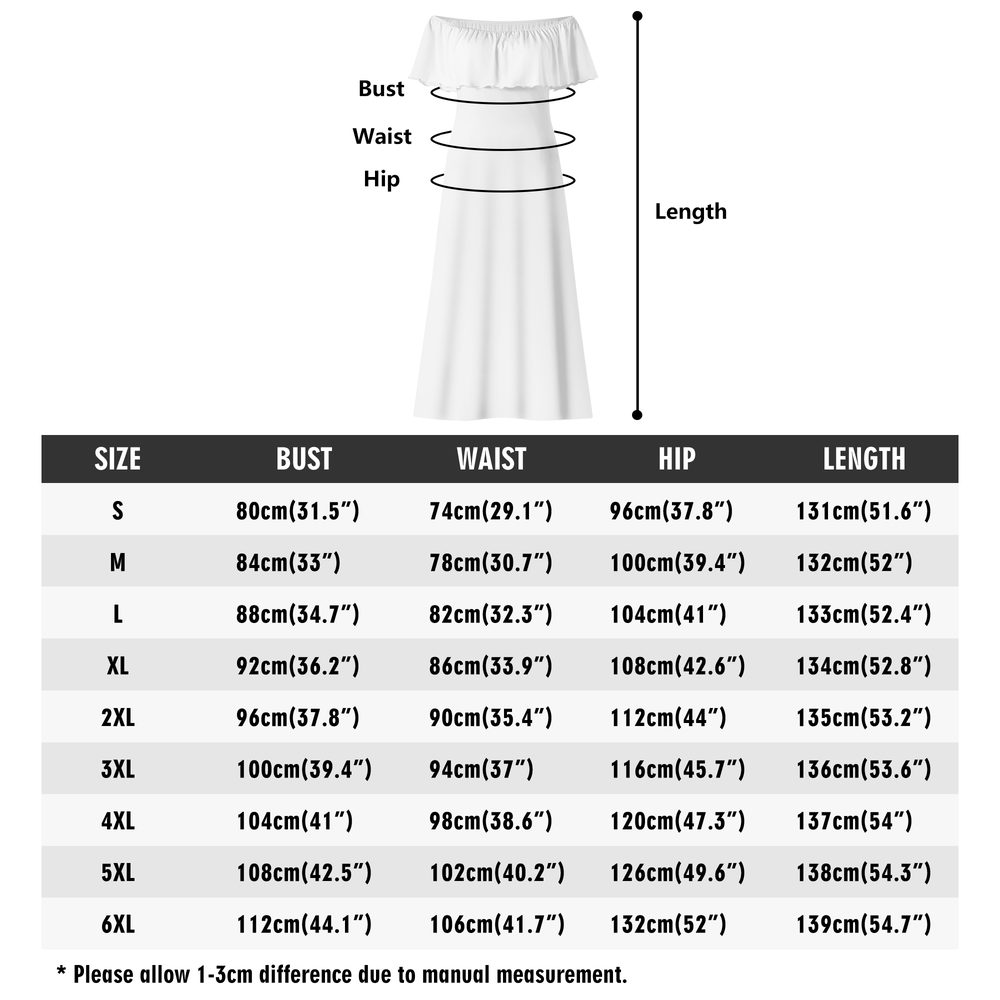 Bust
Waist
Hip
Length
SIZE BUST WAIST HIP LENGTH
S 80cm(31.5”) 74cm(29.1”) 96cm(37.8”) 131cm(51.6”)
M 84cm(33”) 78cm(30.7”) 100cm(39.4”) 132cm(52”)
L 88cm(34.7”) 82cm(32.3”) 104cm(41”) 133cm(52.4”)
XL 92cm(36.2”) 86cm(33.9”) 108cm(42.6”) 134cm(52.8”)
2XL 96cm(37.8”) 90cm(35.4”) 112cm(44”) 135cm(53.2”)
3XL 100cm(39.4”) 94cm(37”) 116cm(45.7”) 136cm(53.6”)
4XL 104cm(41”) 98cm(38.6”) 120cm(47.3”) 137cm(54”)
5XL 108cm(42.5”) 102cm(40.2”) 126cm(49.6”) 138cm(54.3”)
6XL 112cm(44.1”) 106cm(41.7”) 132cm(52”) 139cm(54.7”)
* Please allow 1-3cm difference due to manual measurement.